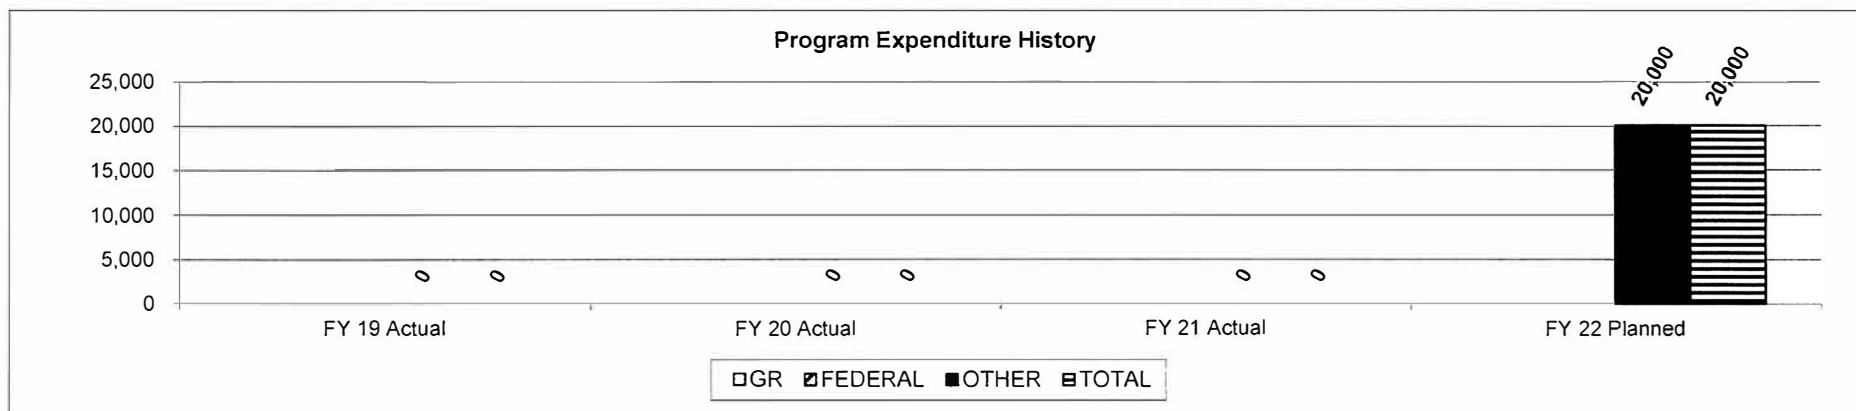 Program Expenditure History
20,000 20,000
25,000
20,000
15,000
10,000
5,000
0 0 0 0 0 0
0
FY 19 Actual FY 20 Actual FY 21 Actual FY 22 Planned
GR FEDERAL OTHER TOTAL